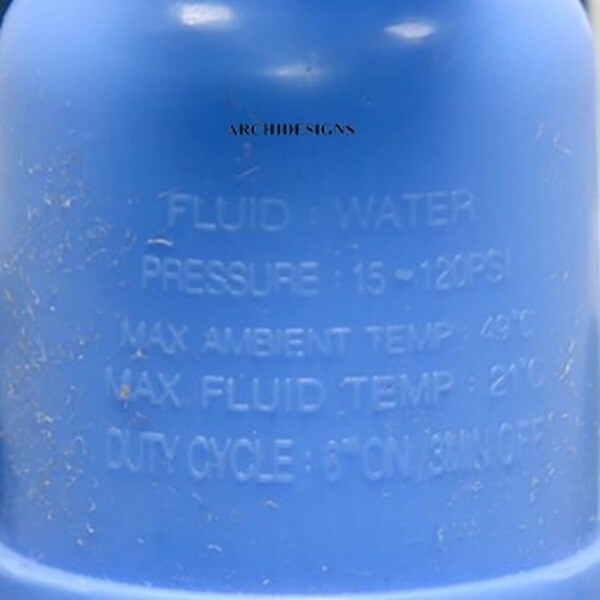 ARCHIDESIGNS
FLUID : WATER
PRESSURE : 15~120PSI
MAX AMBIENT TEMP : 49°C
MAX FLUID TEMP : 21°C
DUTY CYCLE : 6"'ON/3MIN OFF